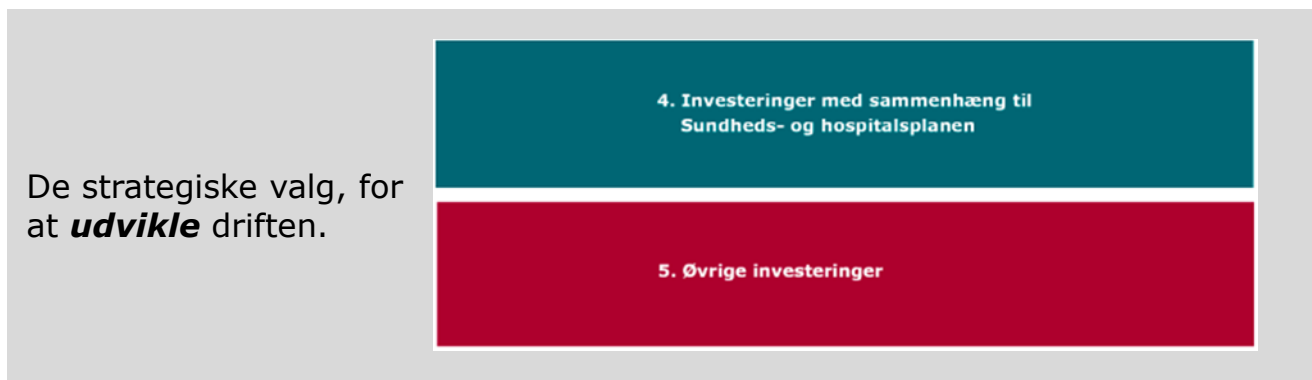 De strategiske valg, for
at udvikle driften.
4. Investeringer med sammenhæng til
Sundheds- og hospitalsplanen
5. Øvrige investeringer